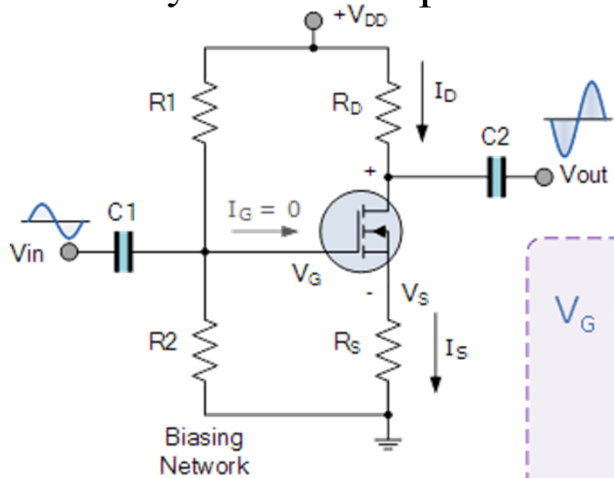 +VDD
R1
RD
ID
C2
Vout
C1
IG = 0
Vin
VG
VS
R2
RS
IS
VG
Biasing
Network